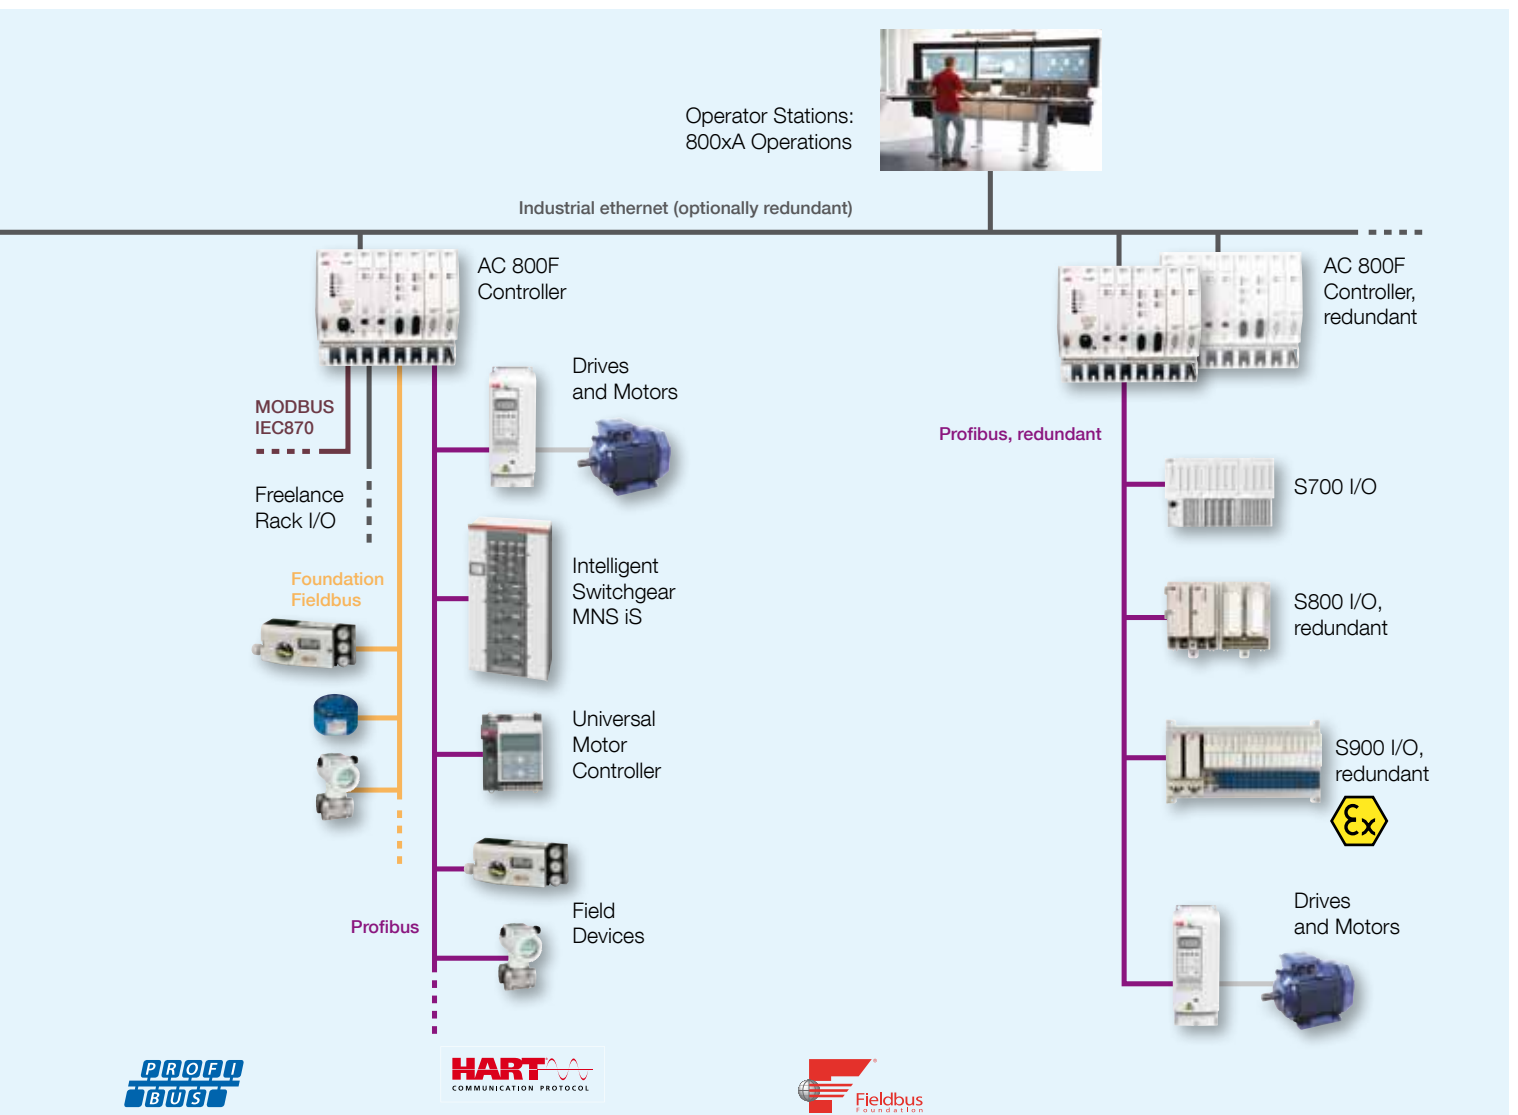 Operator Stations:
800xA Operations
Industrial ethernet (optionally redundant)
AC 800F
Controller
AC 800F
Controller,
redundant
Drives
and Motors
MODBUS
IEC870
Profibus, redundant
Freelance
Rack I/O
S700 I/O
Foundation
Fieldbus
Intelligent
Switchgear
MNS iS
S800 I/O,
redundant
Universal
Motor
Controller
S900 I/O,
redundant
Ex
Profibus
Field
Devices
Drives
and Motors
PROFI
BUS
HART
COMMUNICATION PROTOCOL
Fieldbus
Foundation